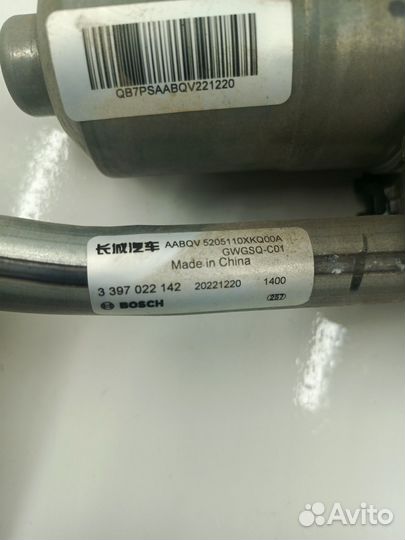 QB7PSAABQV221220
长城汽车 AABQV 5205110XKQ00A
GWGSQ-C01
Made in China
3 397 022 142 20221220 1400
BOSCH 237
Avito